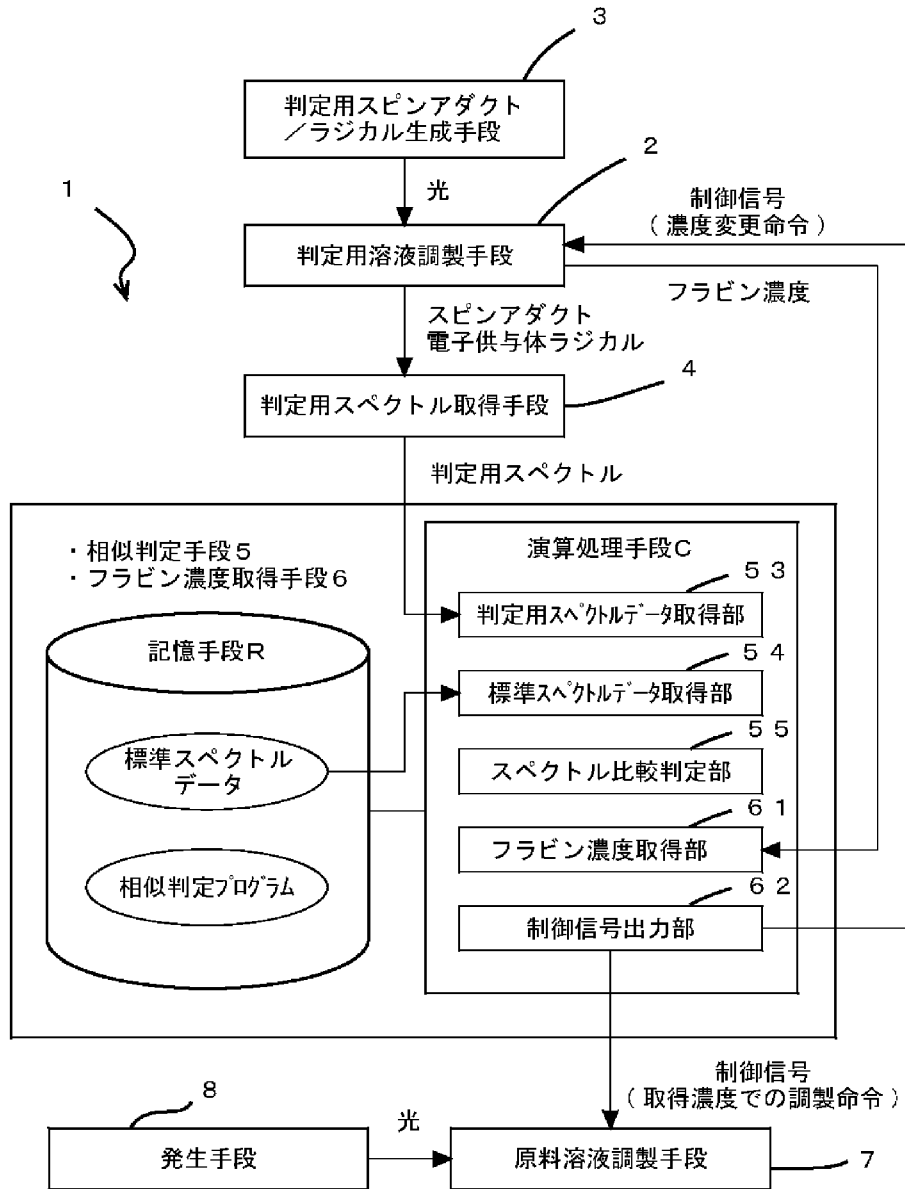 3
判定用スピンアダクト
／ラジカル生成手段
2
1
光
制御信号
（濃度変更命令）
判定用溶液調製手段
フラビン濃度
スピンアダクト
電子供与体ラジカル
4
判定用スペクトル取得手段
判定用スペクトル
・相似判定手段５
・フラビン濃度取得手段６
演算処理手段C
５３
判定用スペクトルデータ取得部
記憶手段R
５４
標準スペクトルデータ取得部
標準スペクトル
データ
５５
スペクトル比較判定部
６１
フラビン濃度取得部
相似判定プログラム
６２
制御信号出力部
制御信号
（取得濃度での調製命令）
8
光
発生手段
原料溶液調製手段
7